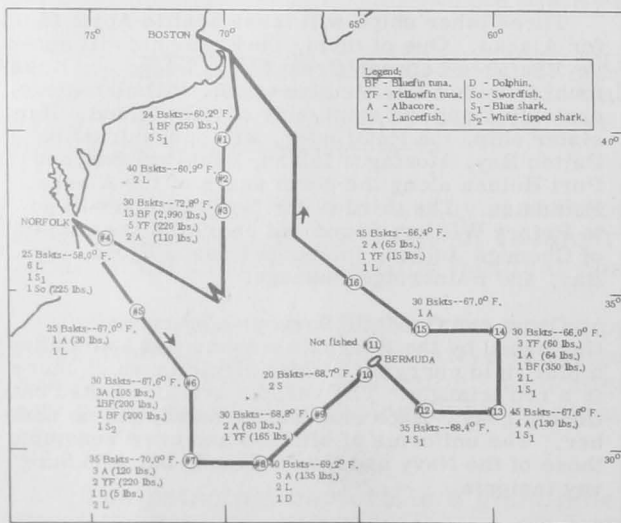 75° 70° 65° 60°
BOSTON
Legend:
BF - Bluefin tuna.
YF - Yellowfin tuna.
A - Albacore.
L - Lancetfish.
D - Dolphin.
So - Swordfish.
S1 - Blue shark.
S2 - White-tipped shark.
24 Bskts--60.2° F.
1 BF (250 lbs.)
5 S1
#1
40°
40 Bskts--60.9° F.
2 L
#2
30 Bskts--72.8° F.
13 BF (2,990 lbs.)
5 YF (220 lbs.)
2 A (110 lbs.)
#3
NORFOLK
#4
25 Bskts--58.0° F.
6 L
1 S1
1 So (225 lbs.)
35 Bskts--66.4° F.
2 A (65 lbs.)
1 YF (15 lbs.)
1 L
#16
35°
#5
25 Bskts--67.0° F.
1 A (30 lbs.)
1 L
30 Bskts--67.0° F.
1 A
#15
#14
30 Bskts--66.0° F.
3 YF (60 lbs.)
1 A (64 lbs.)
1 BF (350 lbs.)
2 L
1 S1
Not fished
#11
BERMUDA
#6
30 Bskts--67.6° F.
3A (105 lbs.)
1BF(200 lbs.)
1 BF (200 lbs.)
1 S2
20 Bskts--68.7° F.
2 S
#10
30 Bskts--68.8° F.
2 A (80 lbs.)
1 YF (165 lbs.)
#9
#12
35 Bskts--68.4° F.
1 S1
#13
45 Bskts--67.6° F.
4 A (130 lbs.)
1 S1
#7
35 Bskts--70.0° F.
3 A (120 lbs.)
2 YF (220 lbs.)
1 D (5 lbs.)
2 L
#8
40 Bskts--69.2° F.
3 A (135 lbs.)
2 L
1 D
30°